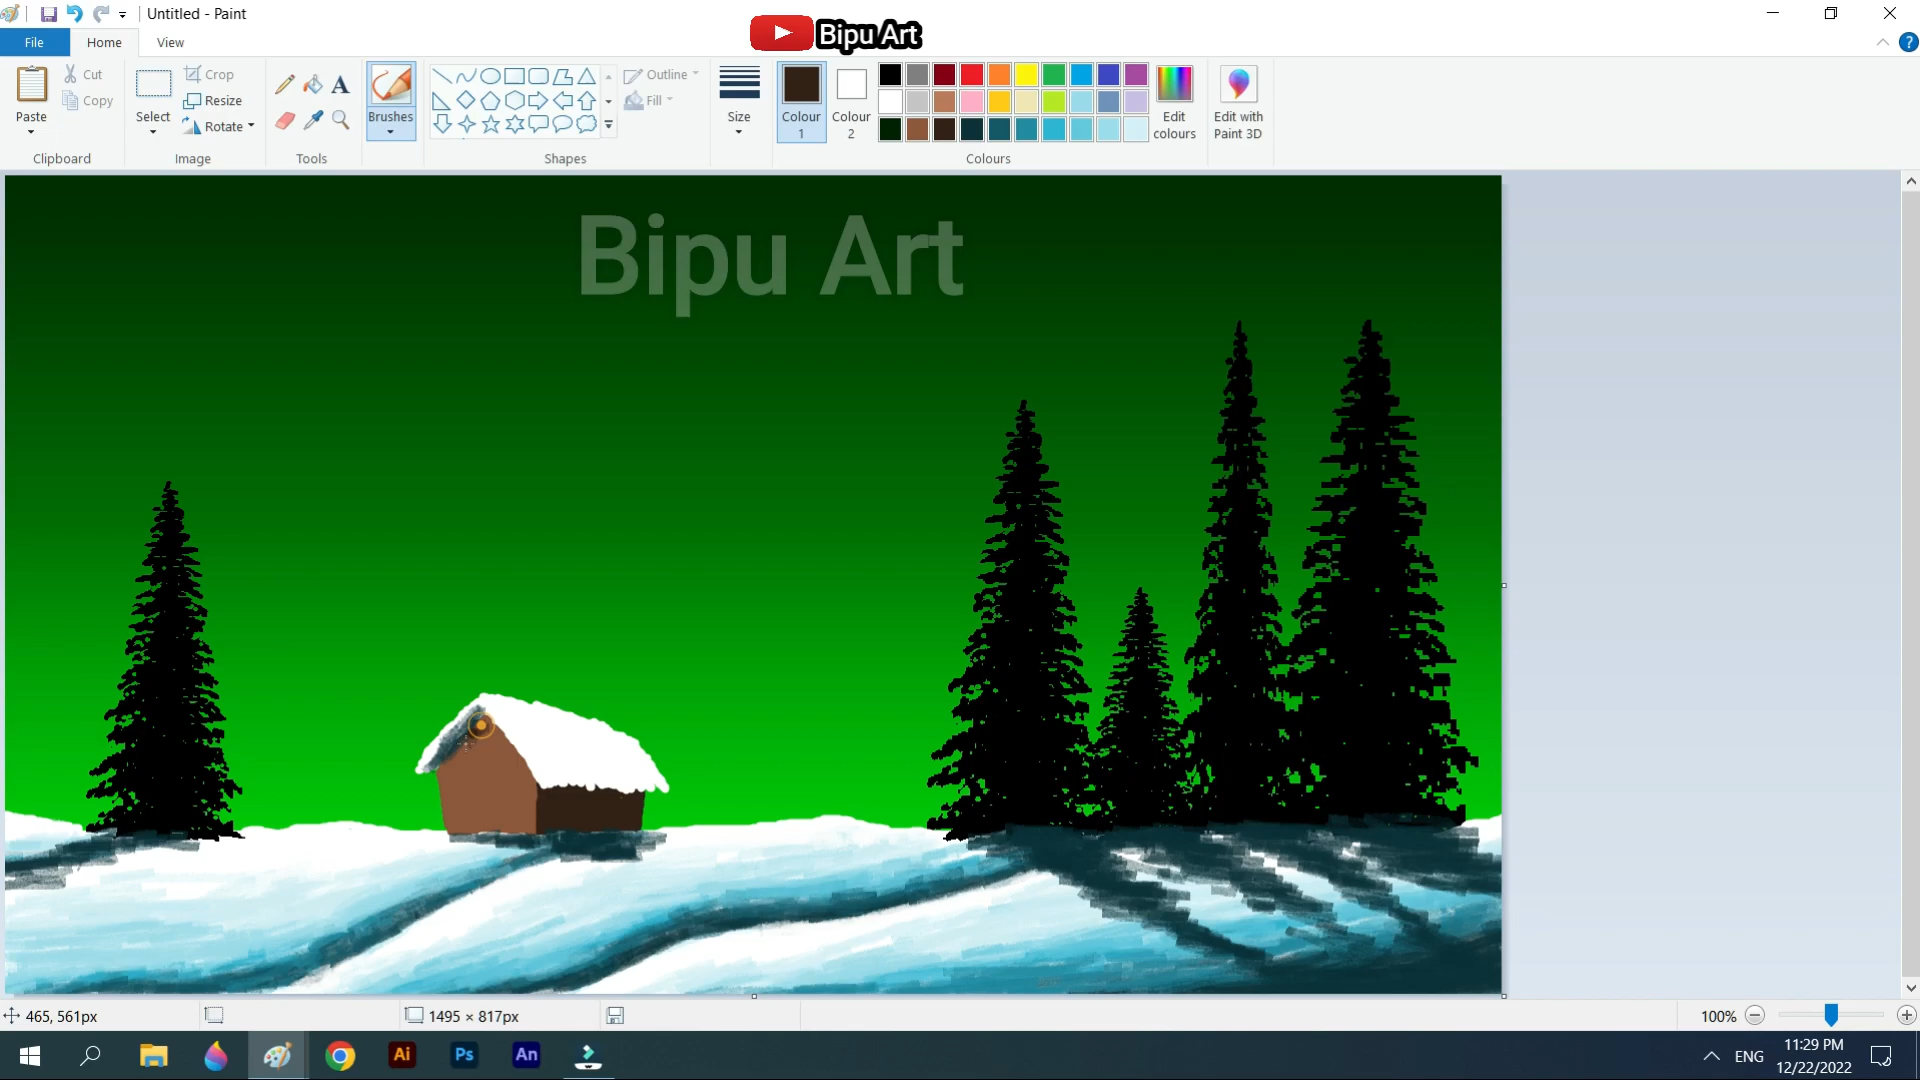 Untitled - Paint
Bipu Art
File
Home
View
Paste
Cut
Copy
Clipboard
Select
Crop
Resize
Rotate
Image
A
Tools
Brushes
Outline
Fill
Shapes
Size
Colour 1
Colour 2
Edit colours
Colours
Edit with Paint 3D
?
Bipu Art
465, 561px
1495 × 817px
100%
Ai
Ps
An
ENG
11:29 PM
12/22/2022